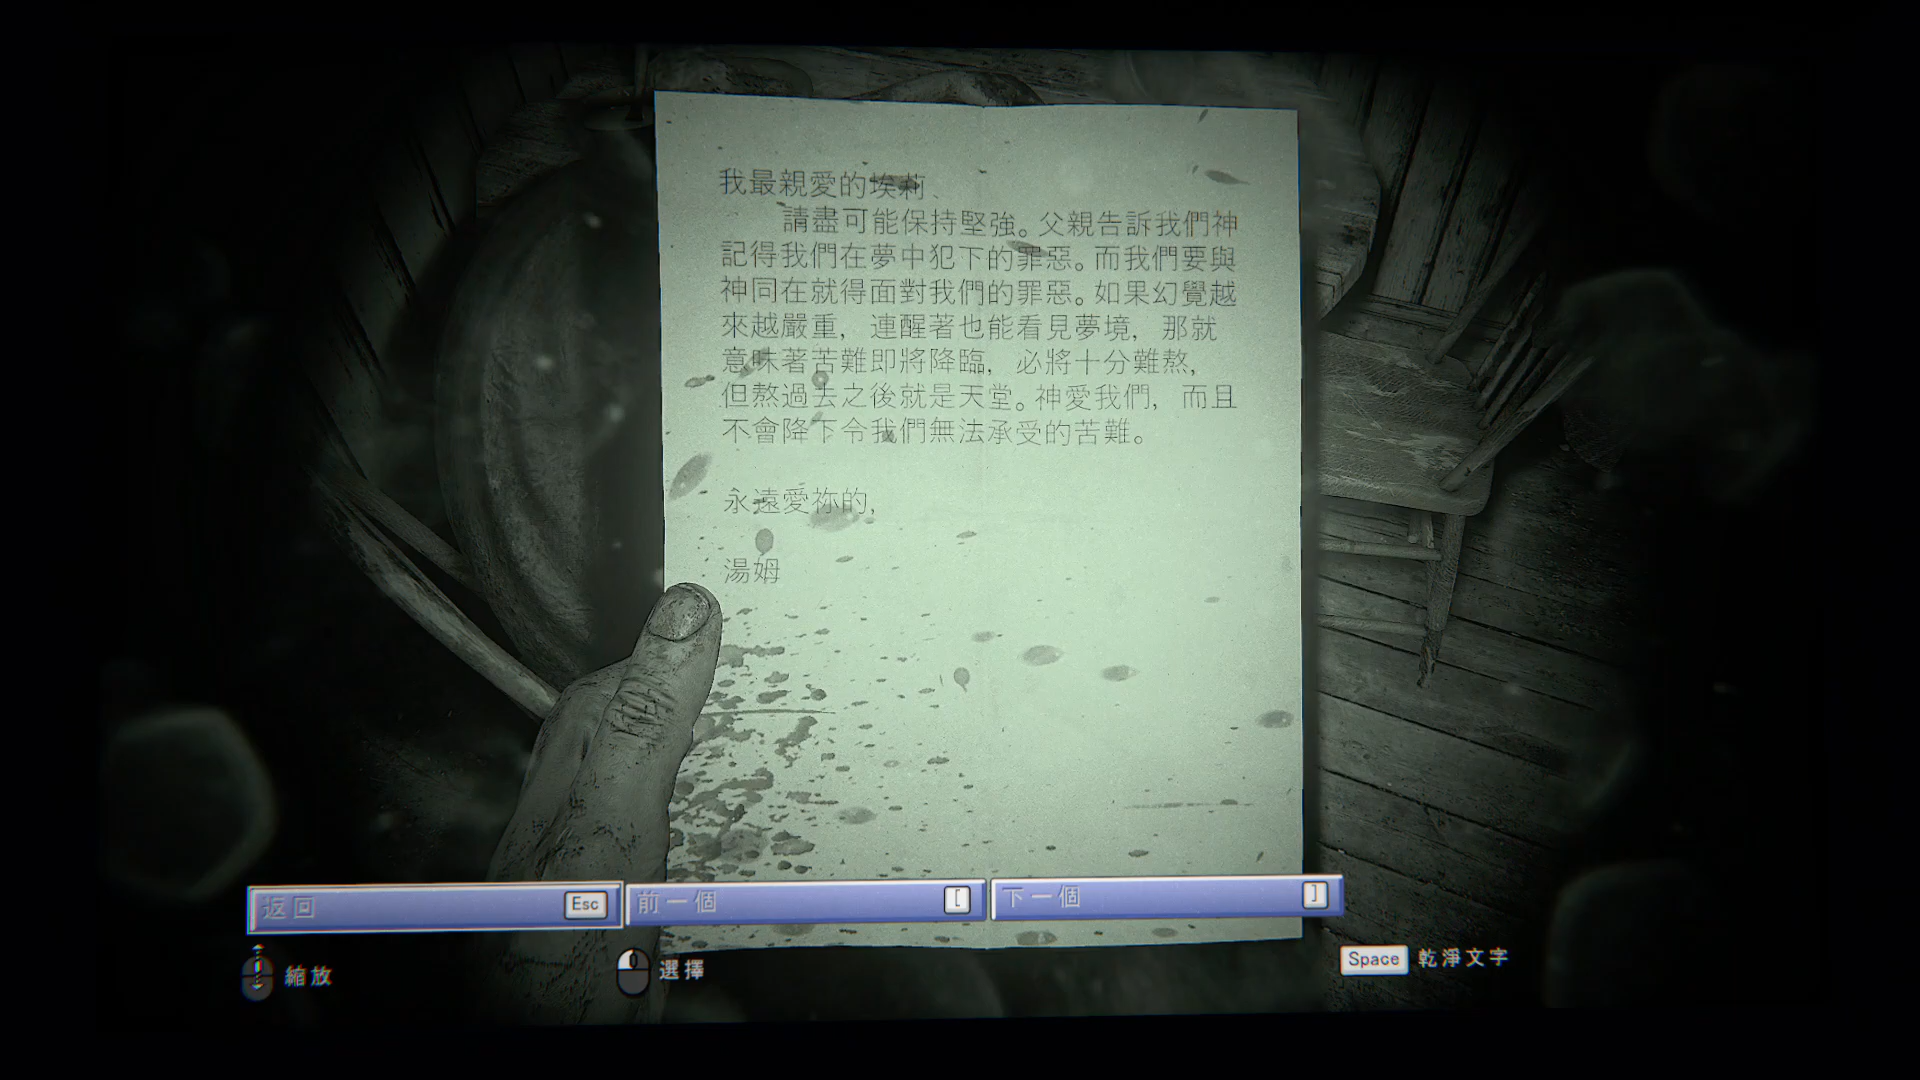 我最親愛的埃莉、
請盡可能保持堅強。父親告訴我們神
記得我們在夢中犯下的罪惡。而我們要與
神同在就得面對我們的罪惡。如果幻覺越
來越嚴重，連醒著也能看見夢境，那就
意味著苦難即將降臨，必將十分難熬，
但熬過去之後就是天堂。神愛我們，而且
不會降下令我們無法承受的苦難。
永遠愛祢的，
湯姆
返回 Esc
前一個 [
下一個 ]
縮放
選擇
Space 乾淨文字